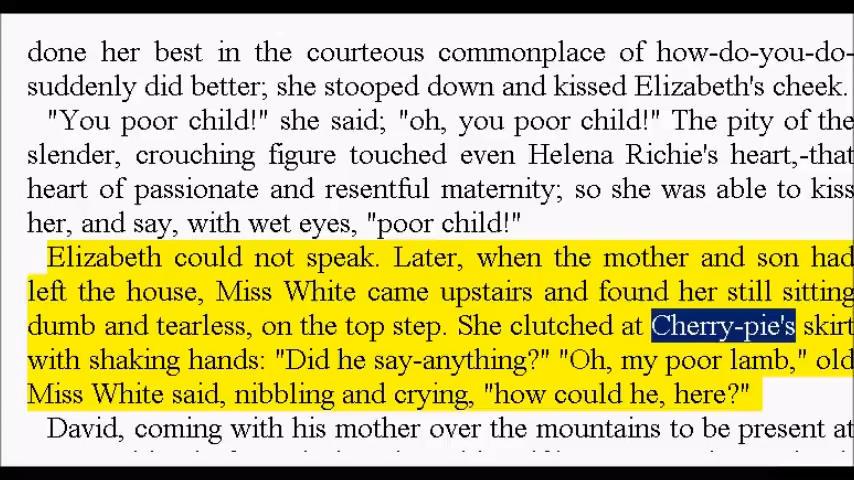 done her best in the courteous commonplace of how-do-you-do-
suddenly did better; she stooped down and kissed Elizabeth's cheek.
"You poor child!" she said; "oh, you poor child!" The pity of the
slender, crouching figure touched even Helena Richie's heart,-that
heart of passionate and resentful maternity; so she was able to kiss
her, and say, with wet eyes, "poor child!"
Elizabeth could not speak. Later, when the mother and son had
left the house, Miss White came upstairs and found her still sitting
dumb and tearless, on the top step. She clutched at Cherry-pie's skirt
with shaking hands: "Did he say-anything?" "Oh, my poor lamb," old
Miss White said, nibbling and crying, "how could he, here?"
David, coming with his mother over the mountains to be present at